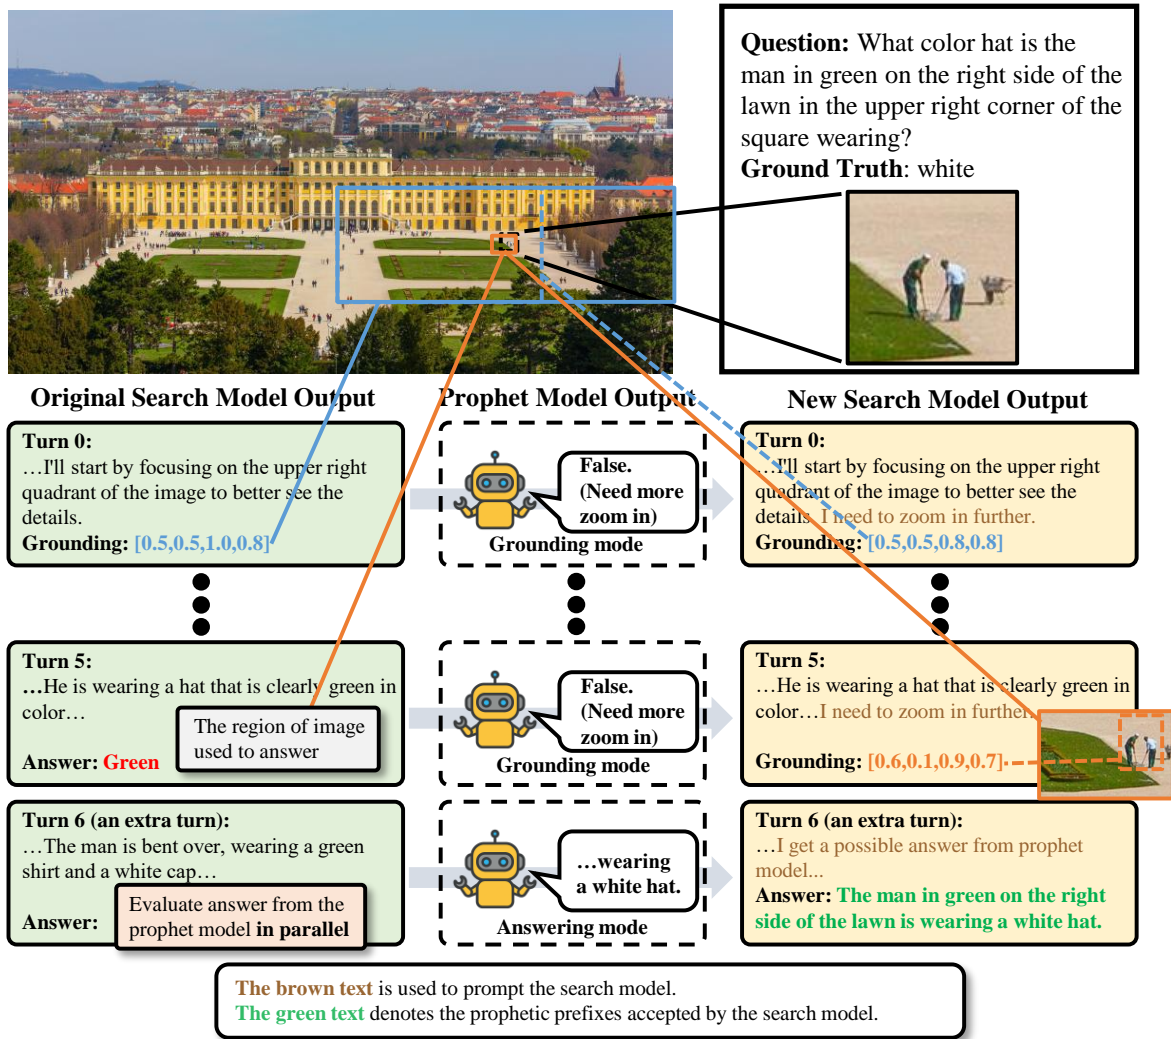 Question: What color hat is the
man in green on the right side of the
lawn in the upper right corner of the
square wearing?
Ground Truth: white
Original Search Model Output
Prophet Model Output
New Search Model Output
Turn 0:
…I'll start by focusing on the upper right
quadrant of the image to better see the
details.
Grounding: [0.5,0.5,1.0,0.8]
False.
(Need more
zoom in)
Grounding mode
Turn 0:
…I'll start by focusing on the upper right
quadrant of the image to better see the
details. I need to zoom in further.
Grounding: [0.5,0.5,0.8,0.8]
Turn 5:
…He is wearing a hat that is clearly green in
color…
The region of image
used to answer
Answer: Green
False.
(Need more
zoom in)
Grounding mode
Turn 5:
…He is wearing a hat that is clearly green in
color…I need to zoom in further.
Grounding: [0.6,0.1,0.9,0.7]
Turn 6 (an extra turn):
…The man is bent over, wearing a green
shirt and a white cap…
Answer:
Evaluate answer from the
prophet model in parallel
…wearing
a white hat.
Answering mode
Turn 6 (an extra turn):
…I get a possible answer from prophet
model...
Answer: The man in green on the right
side of the lawn is wearing a white hat.
The brown text is used to prompt the search model.
The green text denotes the prophetic prefixes accepted by the search model.